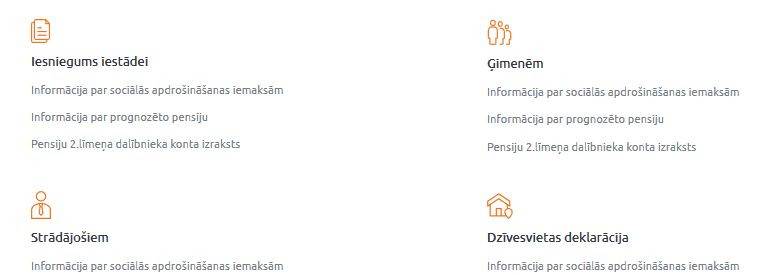 Iesniegums iestādei
Informācija par sociālās apdrošināšanas iemaksām
Informācija par prognozēto pensiju
Pensiju 2.līmeņa dalībnieka konta izraksts
Ģimenēm
Informācija par sociālās apdrošināšanas iemaksām
Informācija par prognozēto pensiju
Pensiju 2.līmeņa dalībnieka konta izraksts
Strādājošiem
Informācija par sociālās apdrošināšanas iemaksām
Dzīvesvietas deklarācija
Informācija par sociālās apdrošināšanas iemaksām